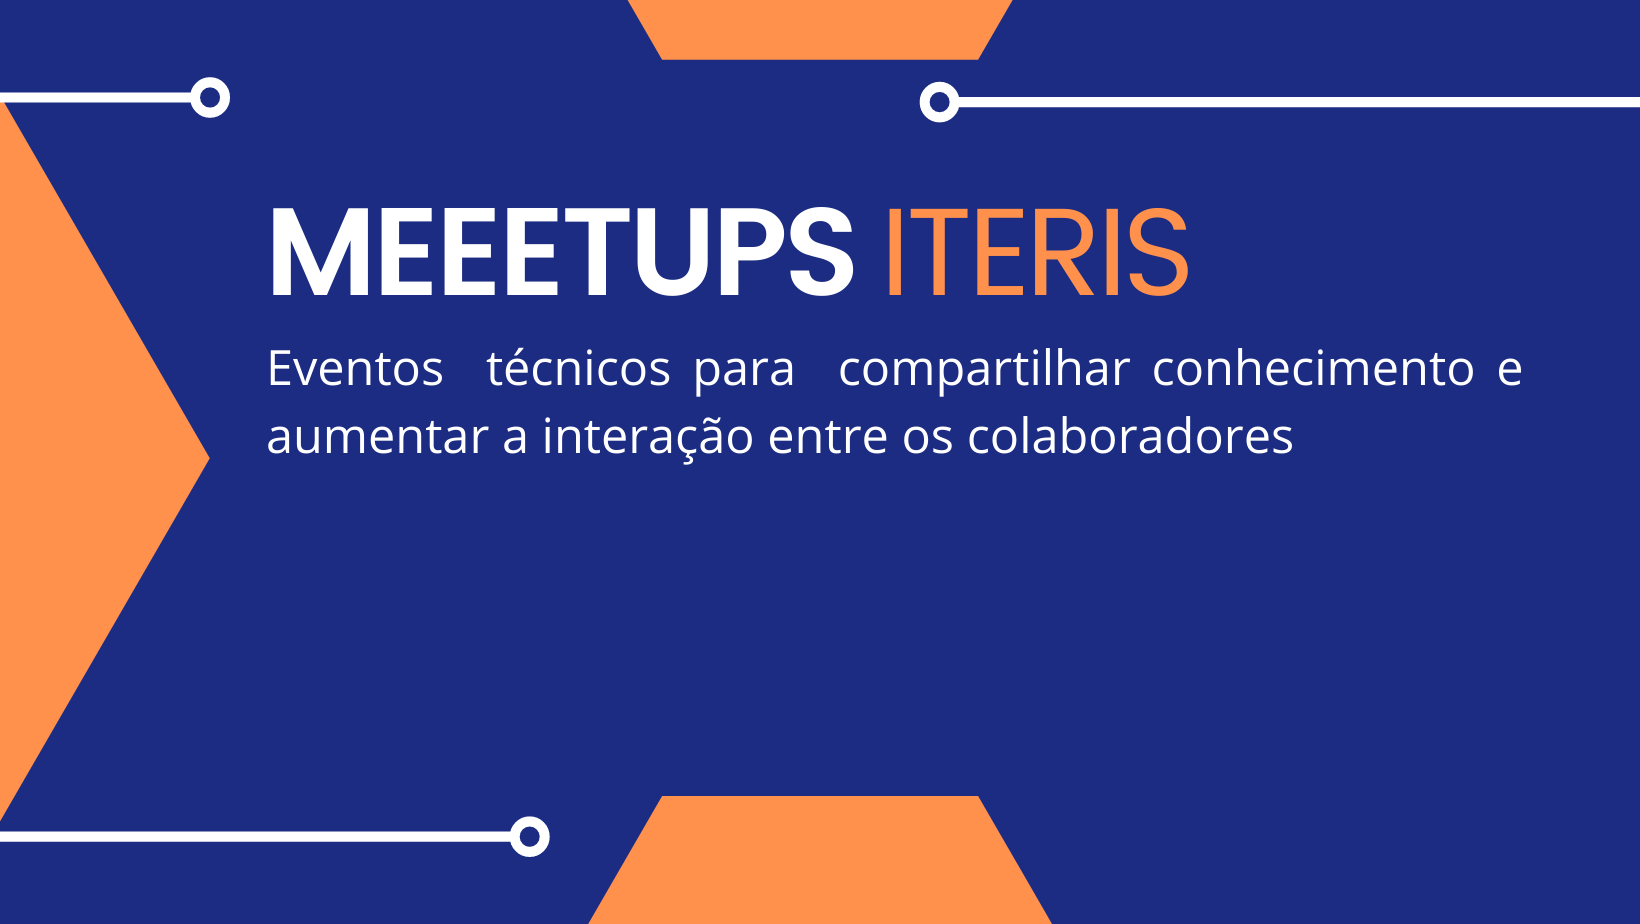 MEEETUPS ITERIS
Eventos técnicos para compartilhar conhecimento e
aumentar a interação entre os colaboradores